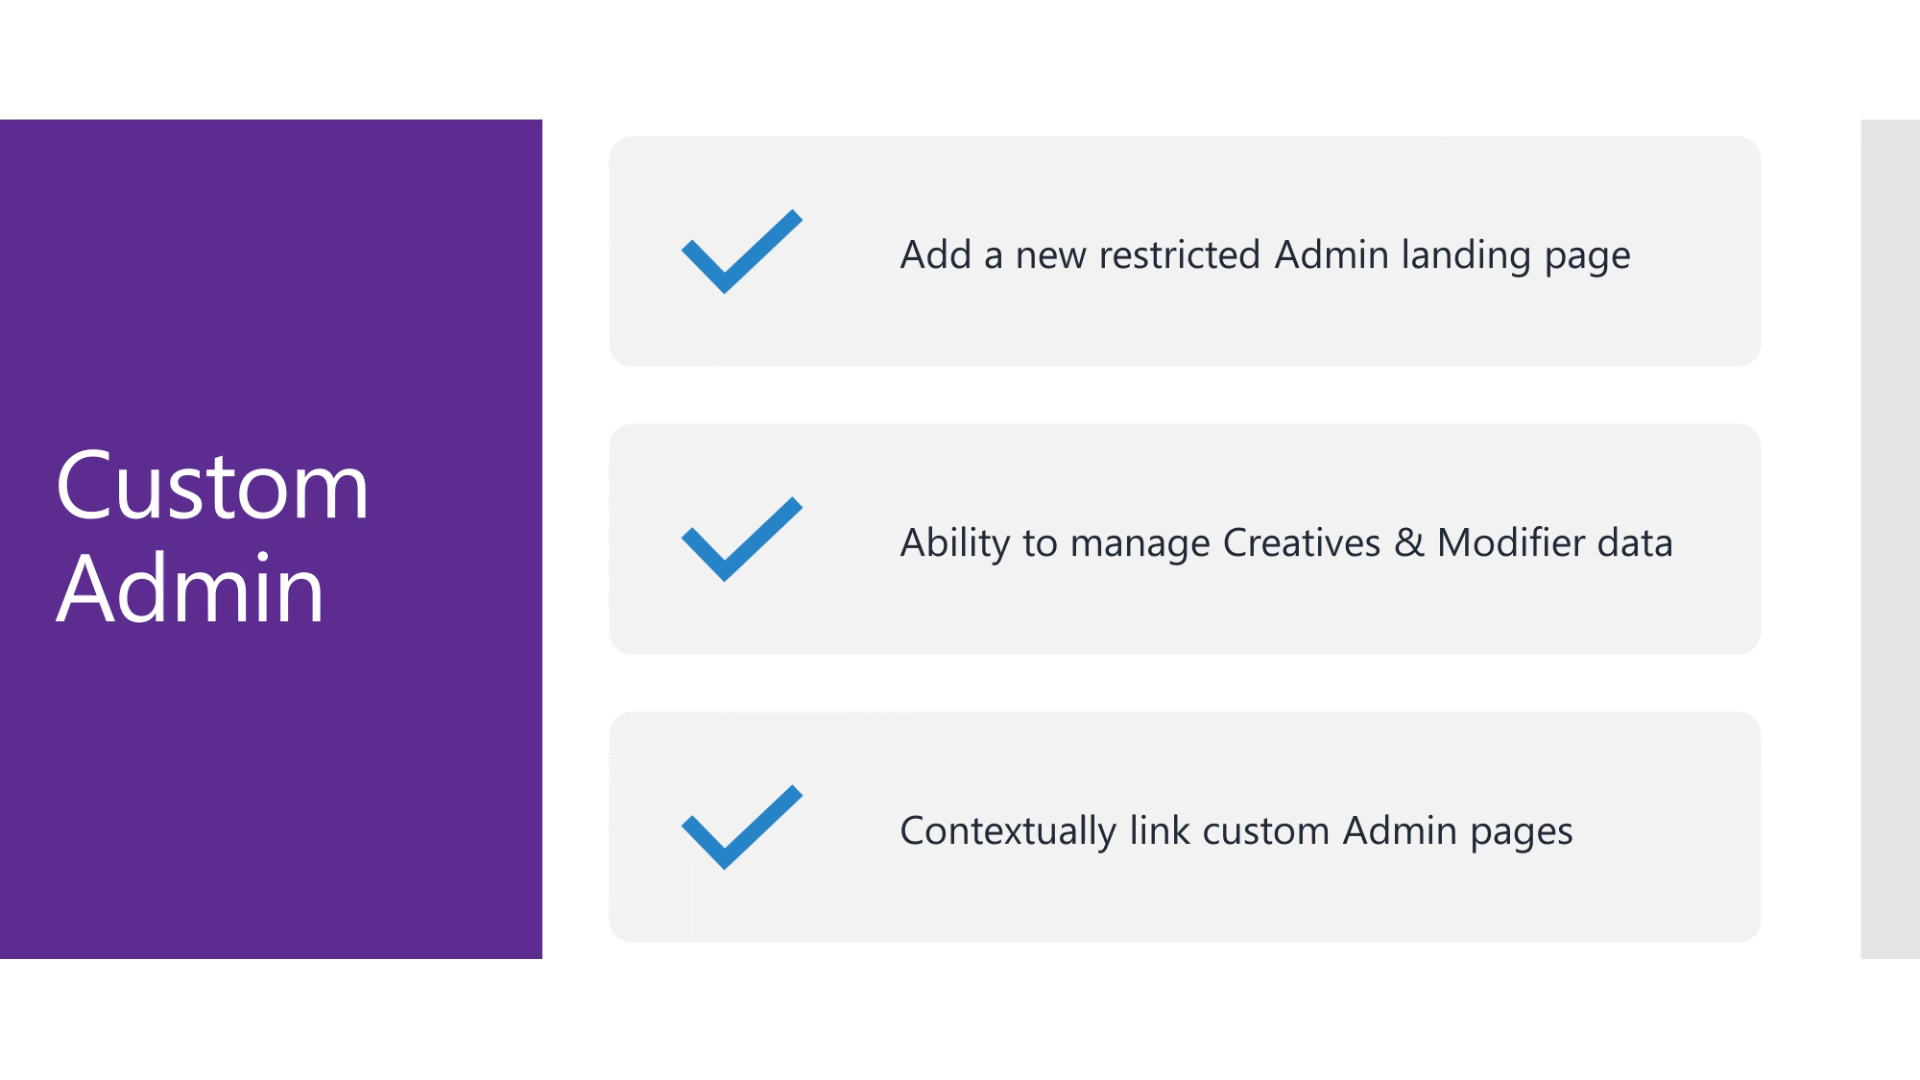 Custom
Admin
Add a new restricted Admin landing page
Ability to manage Creatives & Modifier data
Contextually link custom Admin pages